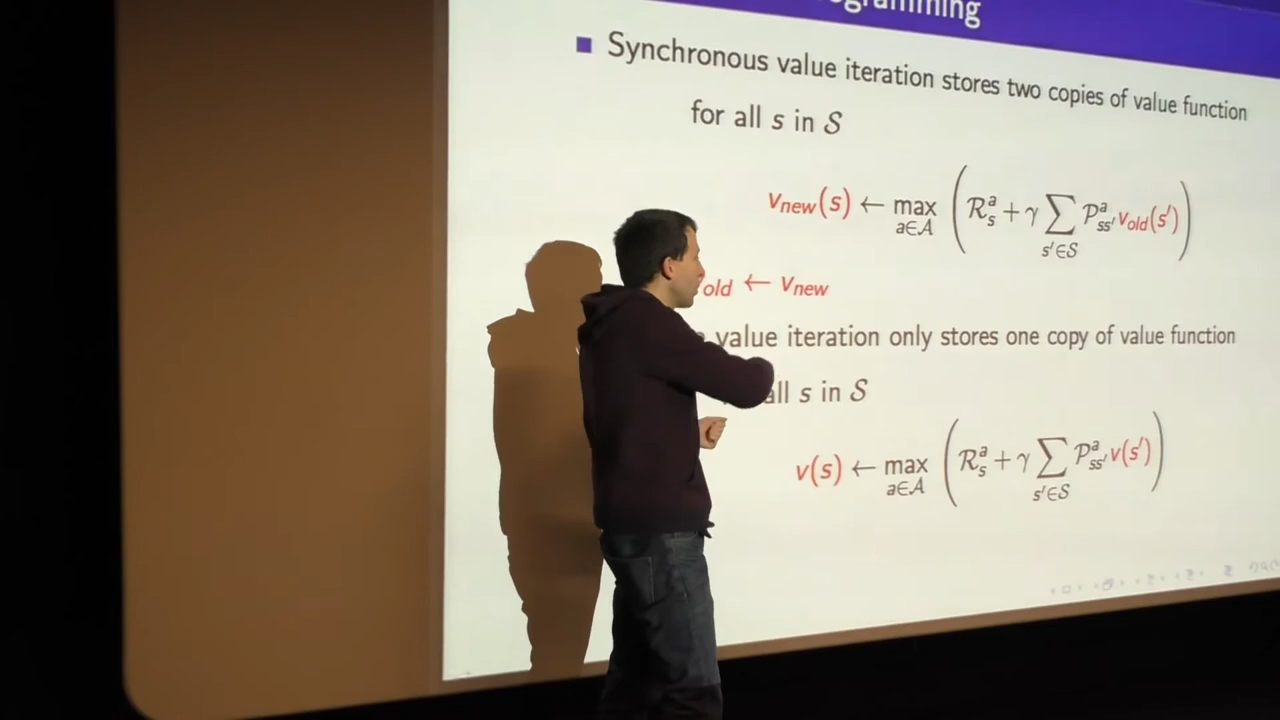 Synchronous value iteration stores two copies of value function
for all s in 𝒮
v_new(s) ← max_{a∈𝒜} (ℛ^a_s + γ ∑_{s'∈𝒮} 𝒫^a_{ss'} v_old(s'))
old ← v_new
value iteration only stores one copy of value function
all s in 𝒮
v(s) ← max_{a∈𝒜} (ℛ^a_s + γ ∑_{s'∈𝒮} 𝒫^a_{ss'} v(s'))